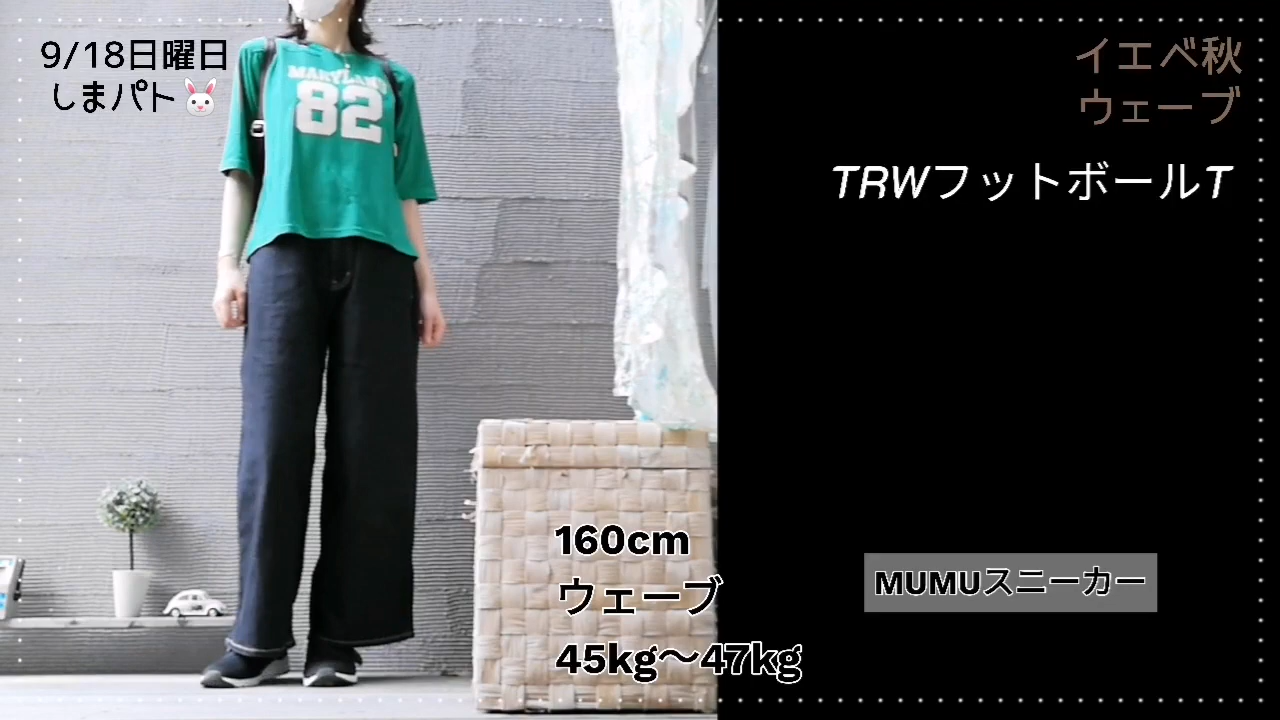 9/18日曜日
しまパト🐰
イエベ秋
ウェーブ
TRWフットボールT
MARYLAND
82
160cm
ウェーブ
45kg～47kg
MUMUスニーカー